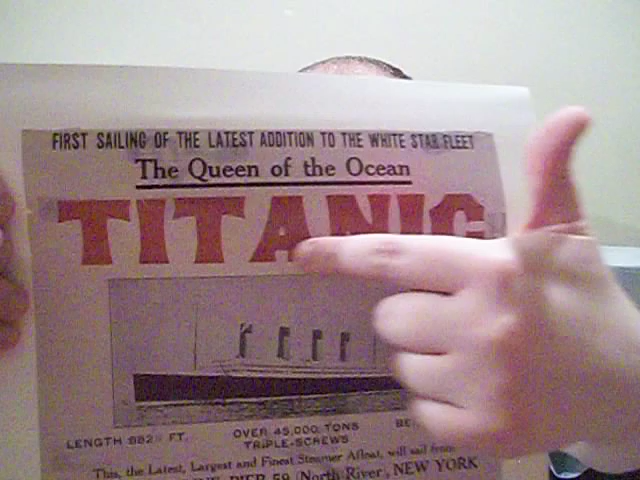 FIRST SAILING OF THE LATEST ADDITION TO THE WHITE STAR FLEET
The Queen of the Ocean
TITANIC
LENGTH 882½ FT. OVER 45,000 TONS
TRIPLE-SCREWS
This, the Latest, Largest and Finest Steamer Afloat, will sail from
PIER 59 (North River), NEW YORK